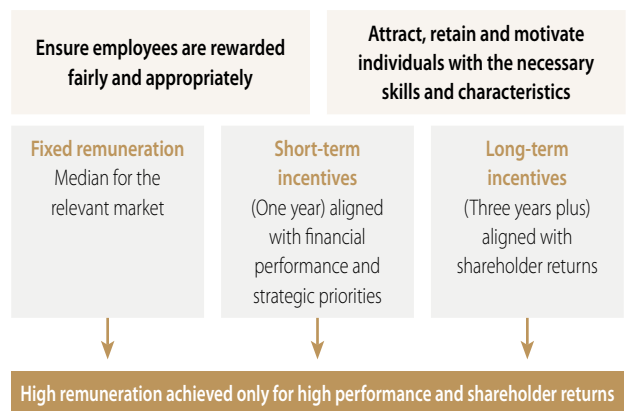 Ensure employees are rewarded
fairly and appropriately
Attract, retain and motivate
individuals with the necessary
skills and characteristics
Fixed remuneration
Median for the
relevant market
Short-term
incentives
(One year) aligned
with financial
performance and
strategic priorities
Long-term
incentives
(Three years plus)
aligned with
shareholder returns
High remuneration achieved only for high performance and shareholder returns